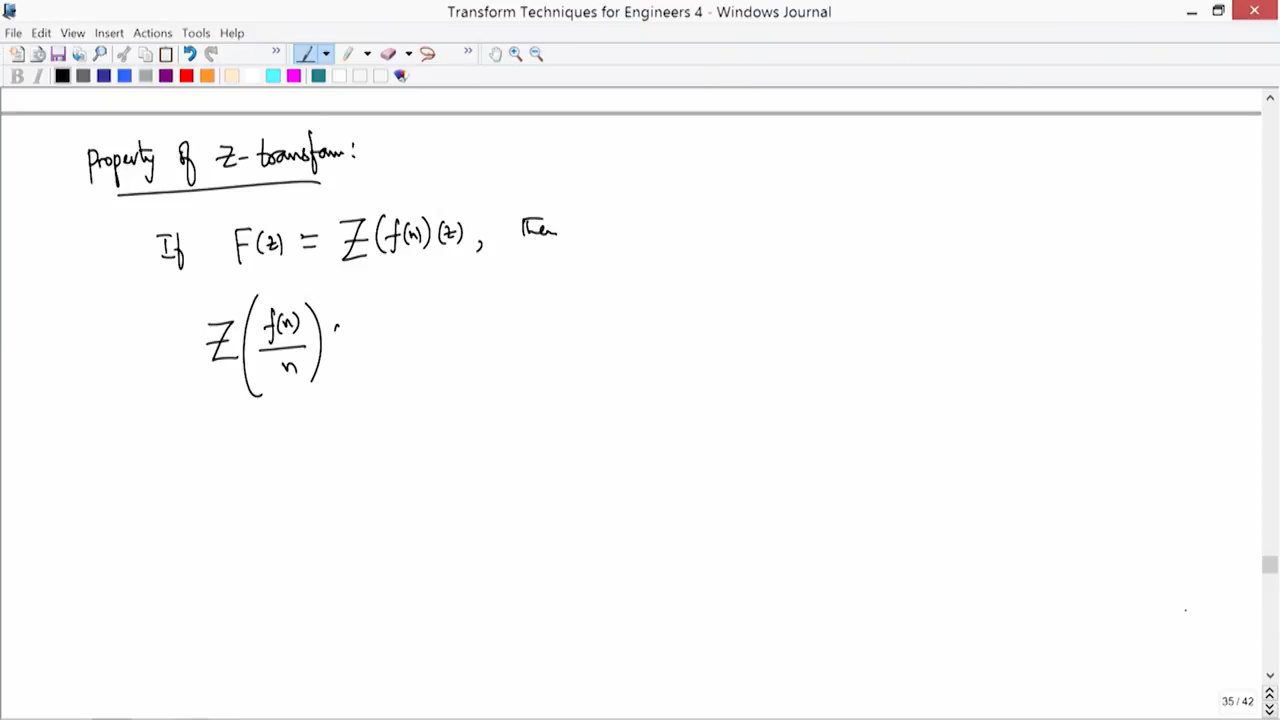 Transform Techniques for Engineers 4 - Windows Journal
File Edit View Insert Actions Tools Help
Property of Z-transform:
If F(z) = Z(f(n))(z), then
Z(f(n)/n)
35 / 42